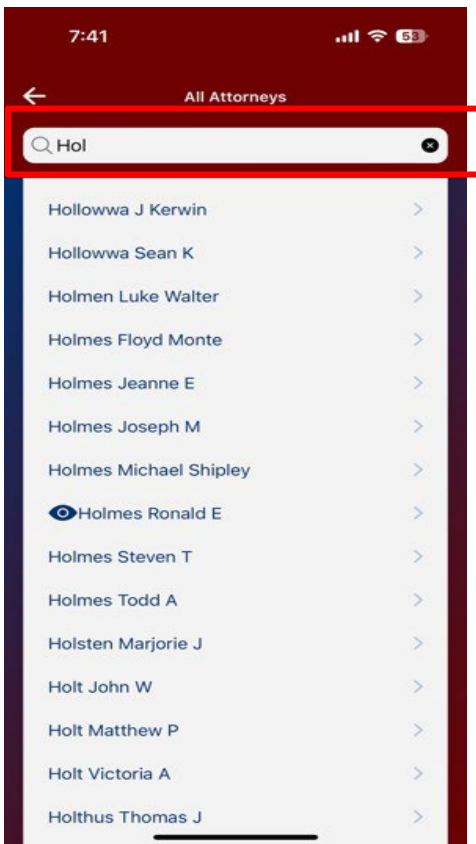 7:41
53
All Attorneys
Hol
Hollowwa J Kerwin
Hollowwa Sean K
Holmen Luke Walter
Holmes Floyd Monte
Holmes Jeanne E
Holmes Joseph M
Holmes Michael Shipley
Holmes Ronald E
Holmes Steven T
Holmes Todd A
Holsten Marjorie J
Holt John W
Holt Matthew P
Holt Victoria A
Holthus Thomas J